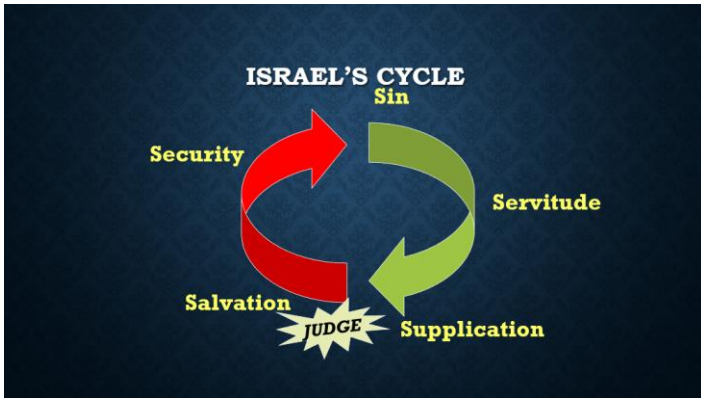 ISRAEL'S CYCLE
Sin
Security
Servitude
Salvation
JUDGE
Supplication